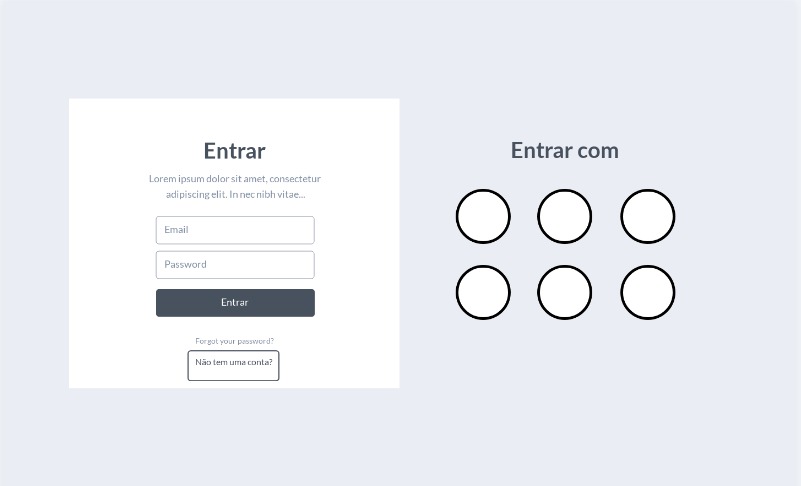 Entrar
Lorem ipsum dolor sit amet, consectetur
adipiscing elit. In nec nibh vitae...
Email
Password
Entrar
Forgot your password?
Não tem uma conta?
Entrar com